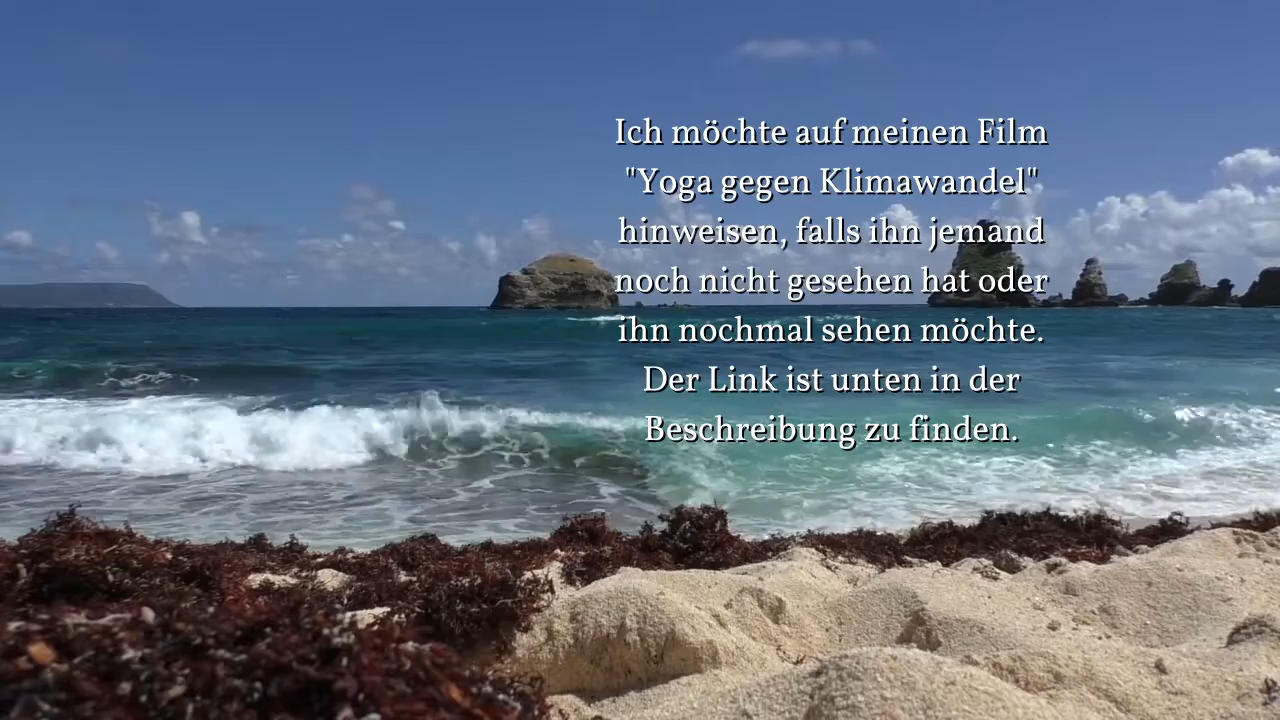 Ich möchte auf meinen Film
"Yoga gegen Klimawandel"
hinweisen, falls ihn jemand
noch nicht gesehen hat oder
ihn nochmal sehen möchte.
Der Link ist unten in der
Beschreibung zu finden.